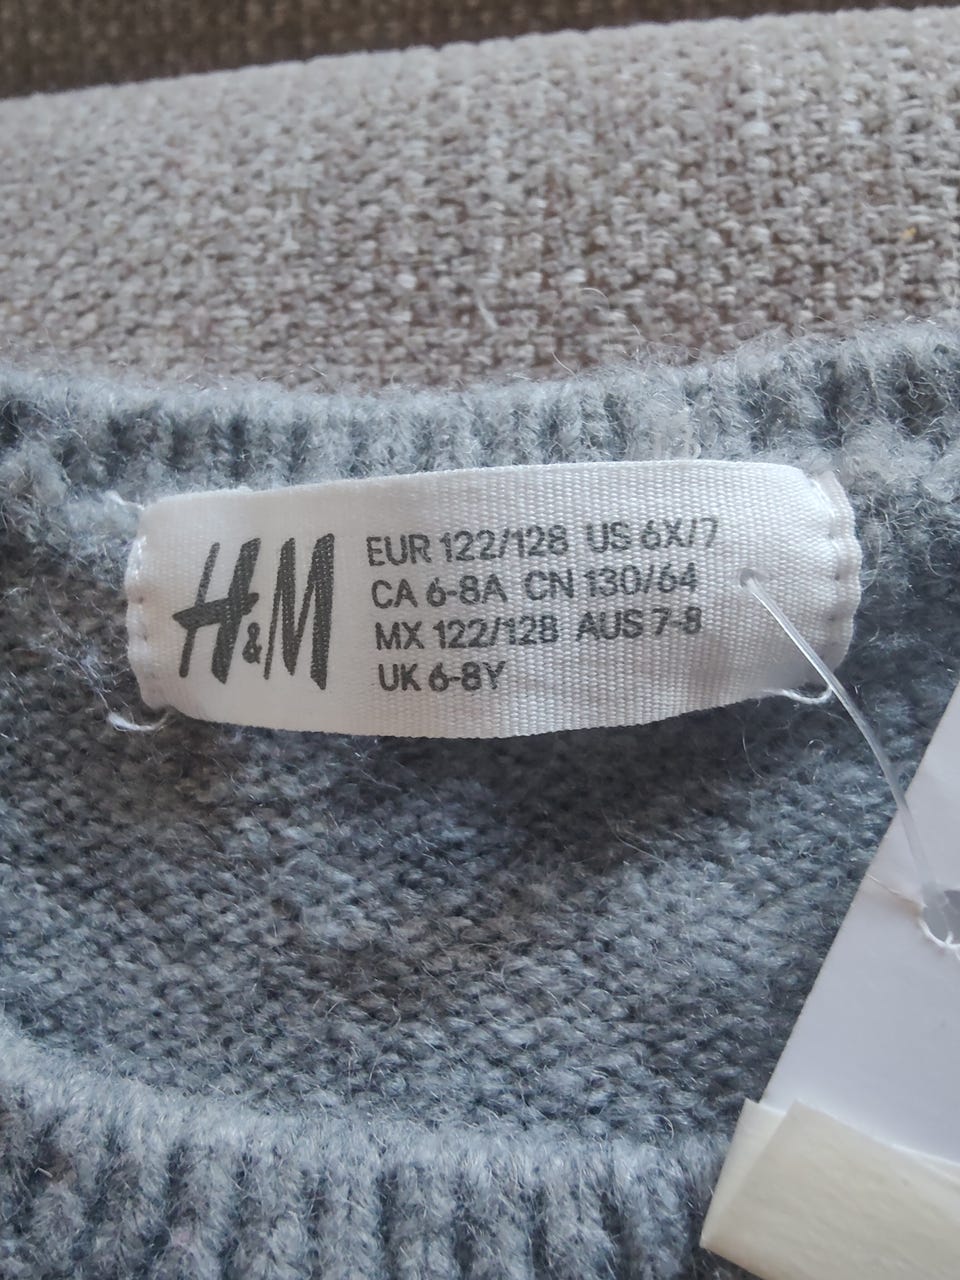 H&M
EUR 122/128 US 6X/7
CA 6-8A CN 130/64
MX 122/128 AUS 7-8
UK 6-8Y